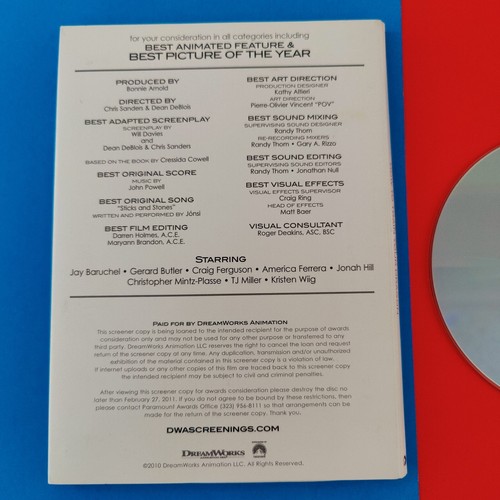 for your consideration in all categories including
BEST ANIMATED FEATURE &
BEST PICTURE OF THE YEAR
PRODUCED BY
Bonnie Arnold
DIRECTED BY
Chris Sanders & Dean DeBlois
BEST ADAPTED SCREENPLAY
SCREENPLAY BY
Will Davies
and
Dean DeBlois & Chris Sanders
BASED ON THE BOOK BY Cressida Cowell
BEST ORIGINAL SCORE
MUSIC BY
John Powell
BEST ORIGINAL SONG
"Sticks and Stones"
WRITTEN AND PERFORMED BY Jónsi
BEST FILM EDITING
Darren Holmes, A.C.E.
Maryann Brandon, A.C.E.
BEST ART DIRECTION
PRODUCTION DESIGNER
Kathy Altieri
ART DIRECTION
Pierre-Olivier Vincent "POV"
BEST SOUND MIXING
SUPERVISING SOUND DESIGNER
Randy Thom
RE-RECORDING MIXERS
Randy Thom • Gary A. Rizzo
BEST SOUND EDITING
SUPERVISING SOUND EDITORS
Randy Thom • Jonathan Null
BEST VISUAL EFFECTS
VISUAL EFFECTS SUPERVISOR
Craig Ring
HEAD OF EFFECTS
Matt Baer
VISUAL CONSULTANT
Roger Deakins, ASC, BSC
STARRING
Jay Baruchel • Gerard Butler • Craig Ferguson • America Ferrera • Jonah Hill
Christopher Mintz-Plasse • TJ Miller • Kristen Wiig
PAID FOR BY DREAMWORKS ANIMATION
This screener copy is being loaned to the intended recipient for the purpose of awards
consideration only and may not be used for any other purpose or transferred to any
third party. DreamWorks Animation LLC reserves the right to cancel the loan and request
return of the screener copy at any time. Any duplication, transmission and/or unauthorized
exhibition of the material contained in this screener copy is a violation of law.
If internet uploads or any other copies of this film are traced back to this screener copy
the intended recipient may be subject to civil and criminal penalties.
After viewing this screener copy for awards consideration please destroy the disc no
later than February 27, 2011. If you do not agree to be bound by these restrictions, then
please contact Paramount Awards Office (323) 956-8111 so that arrangements can be
made for the return of the screener copy. Thank you.
DWASCREENINGS.COM
DREAMWORKS
©2010 DreamWorks Animation LLC. All Rights Reserved.